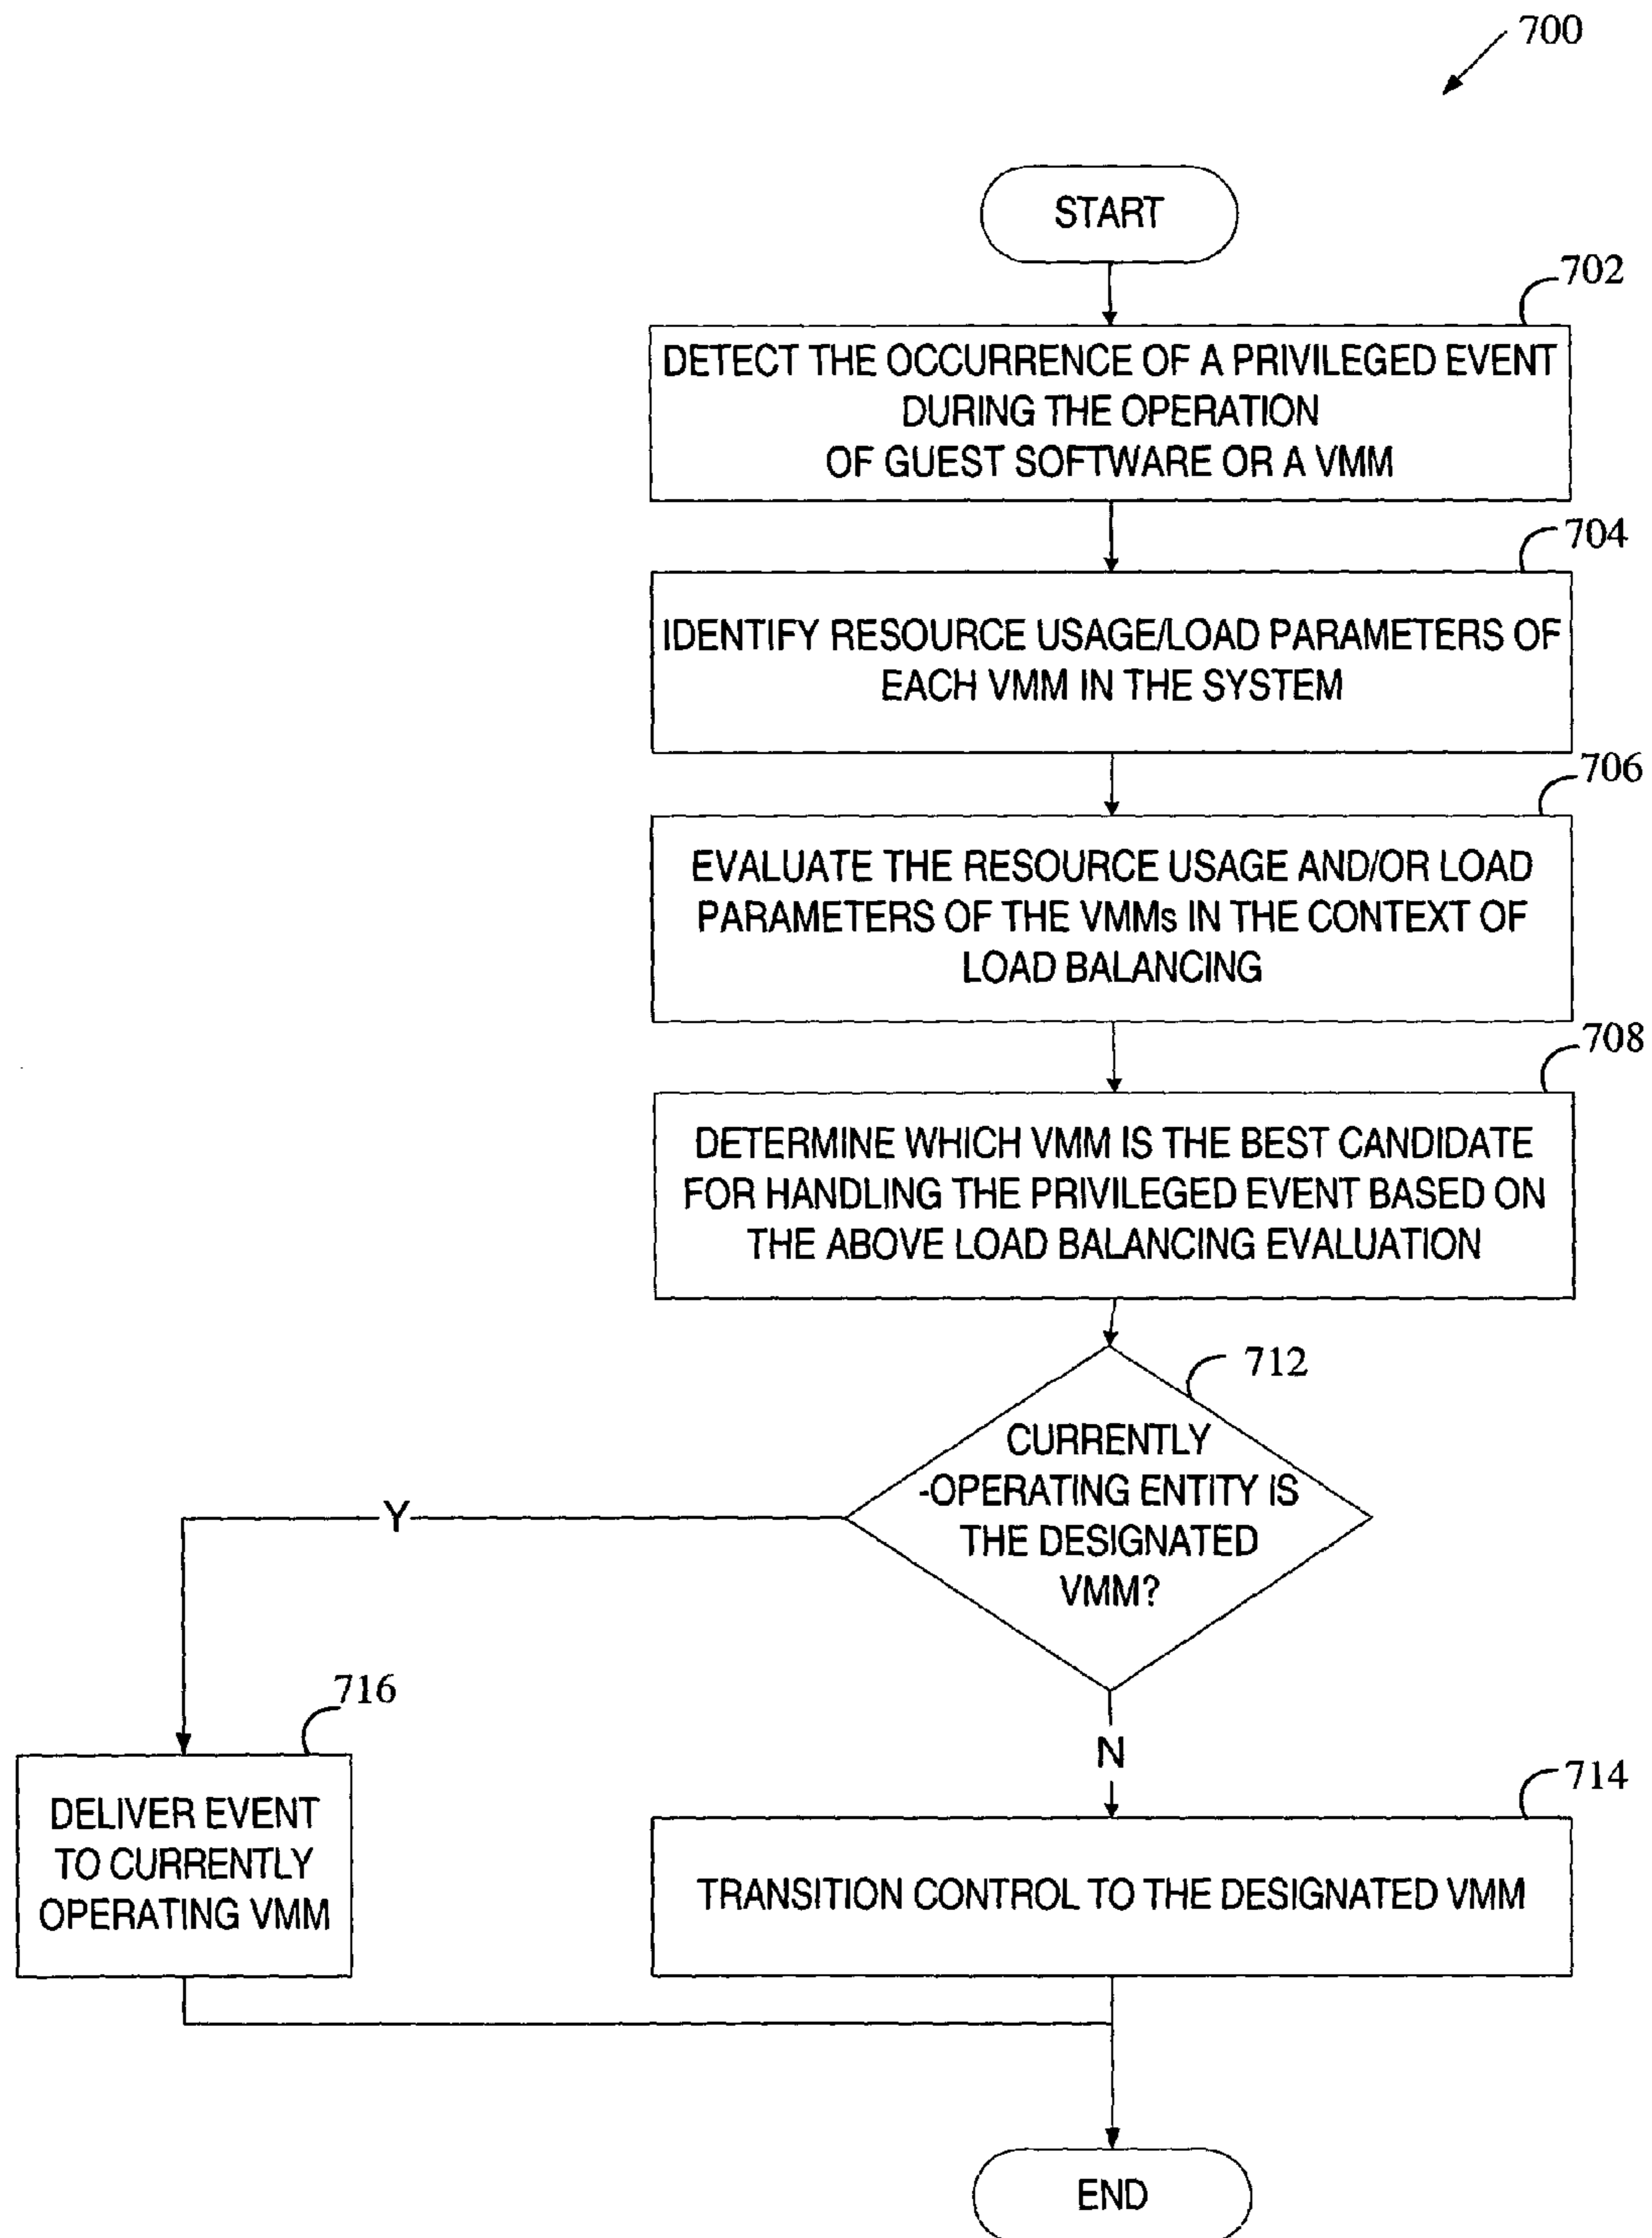 700
START
702
DETECT THE OCCURRENCE OF A PRIVILEGED EVENT
DURING THE OPERATION
OF GUEST SOFTWARE OR A VMM
704
IDENTIFY RESOURCE USAGE/LOAD PARAMETERS OF
EACH VMM IN THE SYSTEM
706
EVALUATE THE RESOURCE USAGE AND/OR LOAD
PARAMETERS OF THE VMMs IN THE CONTEXT OF
LOAD BALANCING
708
DETERMINE WHICH VMM IS THE BEST CANDIDATE
FOR HANDLING THE PRIVILEGED EVENT BASED ON
THE ABOVE LOAD BALANCING EVALUATION
712
CURRENTLY
-OPERATING ENTITY IS
THE DESIGNATED
VMM?
Y
N
716
DELIVER EVENT
TO CURRENTLY
OPERATING VMM
714
TRANSITION CONTROL TO THE DESIGNATED VMM
END